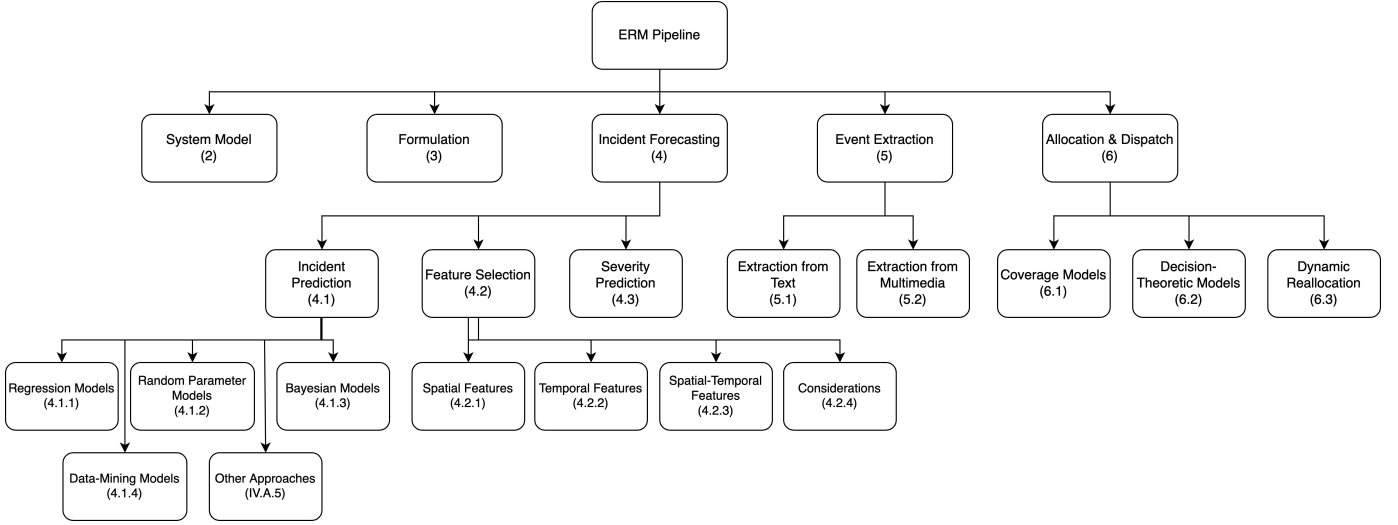 ERM Pipeline
System Model
(2)
Formulation
(3)
Incident Forecasting
(4)
Event Extraction
(5)
Allocation & Dispatch
(6)
Incident
Prediction
(4.1)
Feature Selection
(4.2)
Severity
Prediction
(4.3)
Extraction from
Text
(5.1)
Extraction from
Multimedia
(5.2)
Coverage Models
(6.1)
Decision-
Theoretic Models
(6.2)
Dynamic
Reallocation
(6.3)
Regression Models
(4.1.1)
Random Parameter
Models
(4.1.2)
Bayesian Models
(4.1.3)
Spatial Features
(4.2.1)
Temporal Features
(4.2.2)
Spatial-Temporal
Features
(4.2.3)
Considerations
(4.2.4)
Data-Mining Models
(4.1.4)
Other Approaches
(IV.A.5)